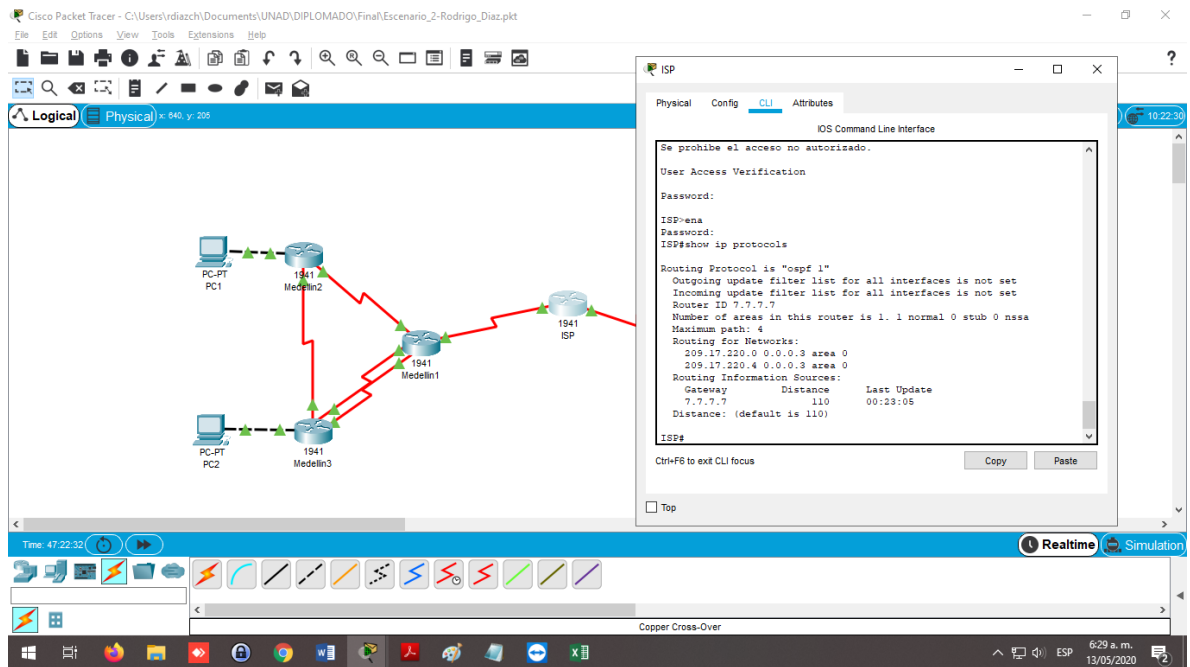 Cisco Packet Tracer - C:\Users\rdiazch\Documents\UNAD\DIPLOMADO\Final\Escenario_2-Rodrigo_Diaz.pkt
File Edit Options View Tools Extensions Help
?
Logical
Physical x: 640, y: 205
10:22:30
PC-PT
PC1
1941
Medellin2
1941
ISP
1941
Medellin1
PC-PT
PC2
1941
Medellin3
ISP
Physical Config CLI Attributes
IOS Command Line Interface
Se prohibe el acceso no autorizado.
User Access Verification
Password:
ISP>ena
Password:
ISP#show ip protocols
Routing Protocol is "ospf 1"
Outgoing update filter list for all interfaces is not set
Incoming update filter list for all interfaces is not set
Router ID 7.7.7.7
Number of areas in this router is 1. 1 normal 0 stub 0 nssa
Maximum path: 4
Routing for Networks:
209.17.220.0 0.0.0.3 area 0
209.17.220.4 0.0.0.3 area 0
Routing Information Sources:
Gateway Distance Last Update
7.7.7.7 110 00:23:05
Distance: (default is 110)
ISP#
Ctrl+F6 to exit CLI focus
Copy
Paste
Top
Time: 47:22:32
Realtime
Simulation
Copper Cross-Over
ESP
6:29 a. m.
13/05/2020
2